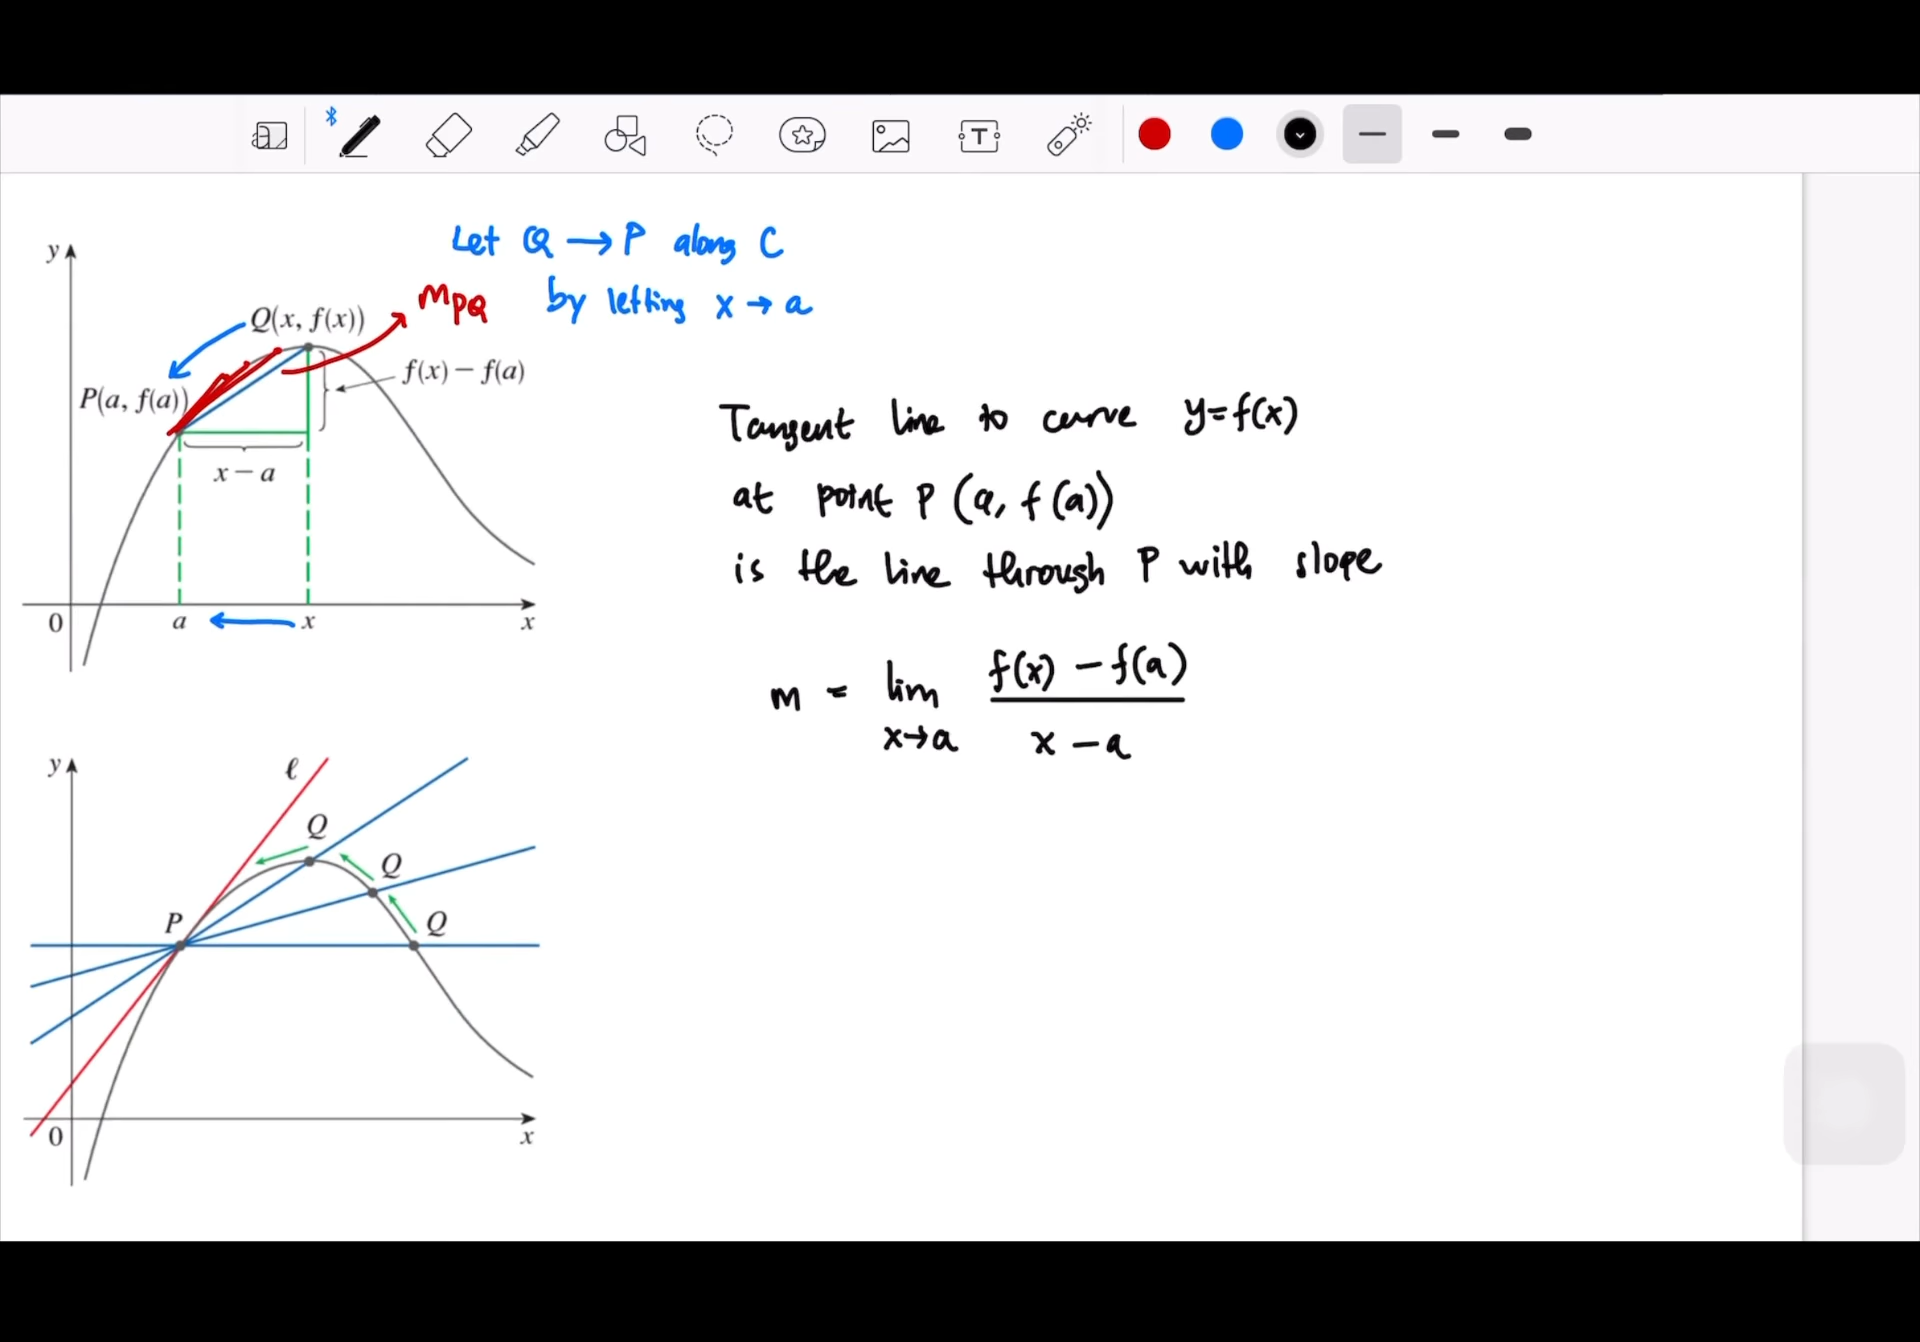 Let Q → P along C
by letting x → a
y
Q(x, f(x))
mPQ
f(x) − f(a)
P(a, f(a))
x − a
0 a x x
Tangent line to curve y=f(x)
at point P (a, f(a))
is the line through P with slope
m = lim x→a f(x) − f(a) / x − a
y
ℓ
Q
Q
Q
P
0 x
T